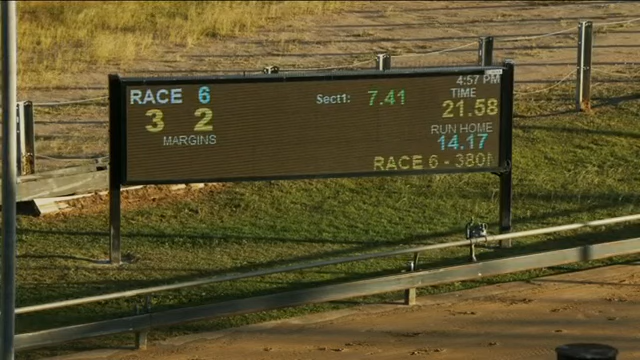 4:57 PM
RACE 6 Sect1: 7.41 TIME
3 2 21.58
MARGINS RUN HOME
14.17
RACE 6 - 380M